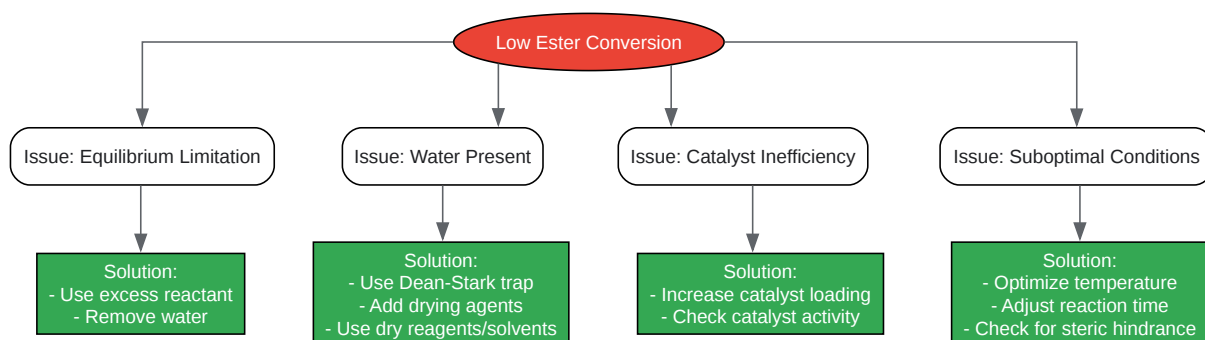 Low Ester Conversion
Issue: Equilibrium Limitation
Issue: Water Present
Issue: Catalyst Inefficiency
Issue: Suboptimal Conditions
Solution:
- Use excess reactant
- Remove water
Solution:
- Use Dean-Stark trap
- Add drying agents
- Use dry reagents/solvents
Solution:
- Increase catalyst loading
- Check catalyst activity
Solution:
- Optimize temperature
- Adjust reaction time
- Check for steric hindrance